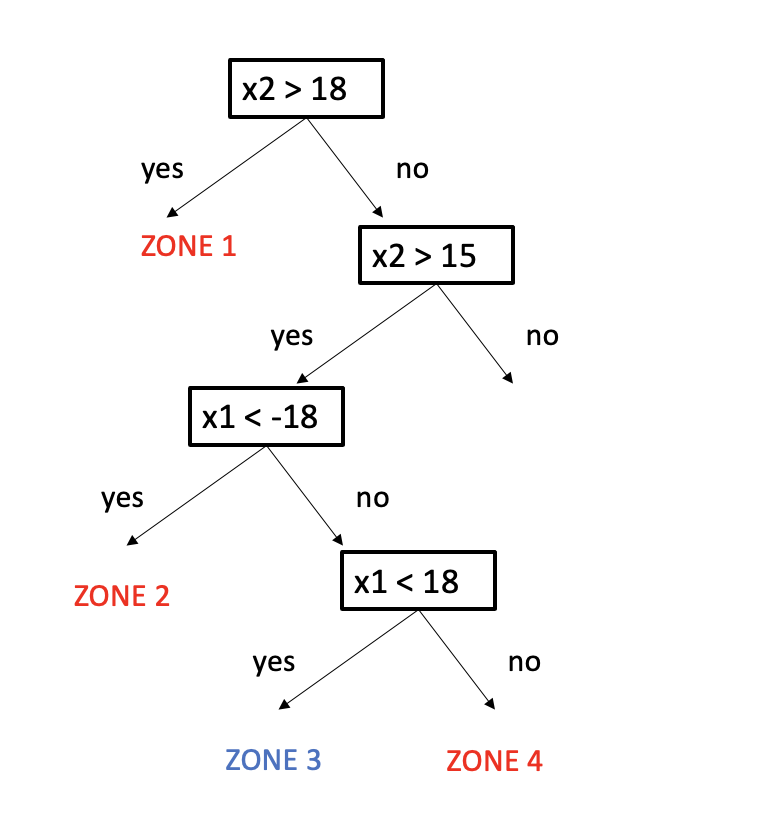 x2 > 18
yes
no
ZONE 1
x2 > 15
yes
no
x1 < -18
yes
no
ZONE 2
x1 < 18
yes
no
ZONE 3
ZONE 4